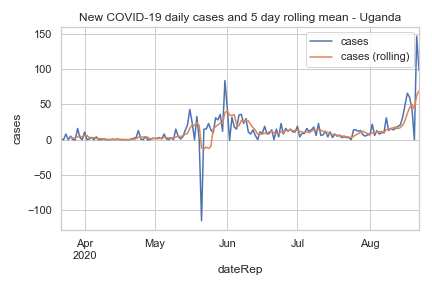 New COVID-19 daily cases and 5 day rolling mean - Uganda
cases
cases (rolling)
150
100
50
0
−50
−100
cases
Apr
2020
May
Jun
Jul
Aug
dateRep